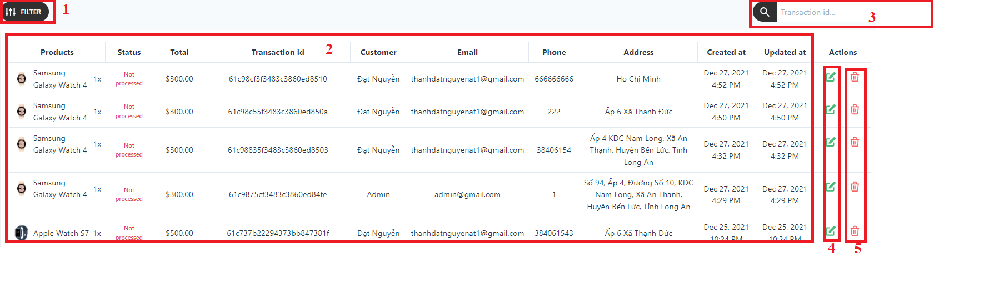 FILTER 1
Transaction id...
3
2
Products Status Total Transaction Id Customer Email Phone Address Created at Updated at Actions
Samsung Galaxy Watch 4 1x Not processed $300.00 61c98cf3f3483c3860ed8510 Đạt Nguyễn thanhdatnguyenat1@gmail.com 666666666 Ho Chi Minh Dec 27, 2021 4:52 PM Dec 27, 2021 4:52 PM
Samsung Galaxy Watch 4 1x Not processed $300.00 61c98c55f3483c3860ed850a Đạt Nguyễn thanhdatnguyenat1@gmail.com 222 Ấp 6 Xã Thạnh Đức Dec 27, 2021 4:50 PM Dec 27, 2021 4:50 PM
Samsung Galaxy Watch 4 1x Not processed $300.00 61c98835f3483c3860ed8503 Đạt Nguyễn thanhdatnguyenat1@gmail.com 38406154 Ấp 4 KDC Nam Long, Xã An Thạnh, Huyện Bến Lức, Tỉnh Long An Dec 27, 2021 4:32 PM Dec 27, 2021 4:32 PM
Samsung Galaxy Watch 4 1x Not processed $300.00 61c9875cf3483c3860ed84fe Admin admin@gmail.com 1 Số 94, Ấp 4, Đường Số 10, KDC Nam Long, Xã An Thạnh, Huyện Bến Lức, Tỉnh Long An Dec 27, 2021 4:29 PM Dec 27, 2021 4:29 PM
Apple Watch S7 1x Not processed $500.00 61c737b22294373bb847381f Đạt Nguyễn thanhdatnguyenat1@gmail.com 384061543 Ấp 6 Xã Thạnh Đức Dec 25, 2021 10:24 PM Dec 25, 2021 10:24 PM
4 5